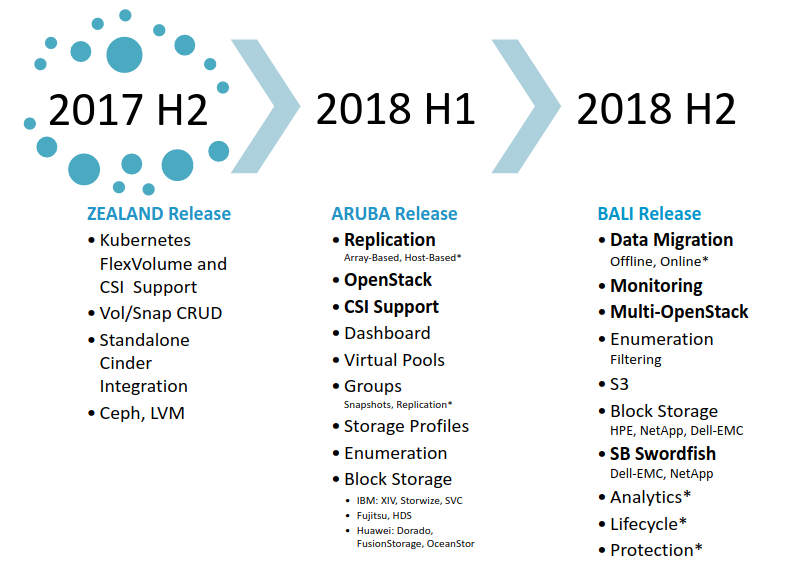 2017 H2
2018 H1
2018 H2
ZEALAND Release
• Kubernetes
FlexVolume and
CSI Support
• Vol/Snap CRUD
• Standalone
Cinder
Integration
• Ceph, LVM
ARUBA Release
• Replication
Array-Based, Host-Based*
• OpenStack
• CSI Support
• Dashboard
• Virtual Pools
• Groups
Snapshots, Replication*
• Storage Profiles
• Enumeration
• Block Storage
• IBM: XIV, Storwize, SVC
• Fujitsu, HDS
• Huawei: Dorado,
FusionStorage, OceanStor
BALI Release
• Data Migration
Offline, Online*
• Monitoring
• Multi-OpenStack
• Enumeration
Filtering
• S3
• Block Storage
HPE, NetApp, Dell-EMC
• SB Swordfish
Dell-EMC, NetApp
• Analytics*
• Lifecycle*
• Protection*